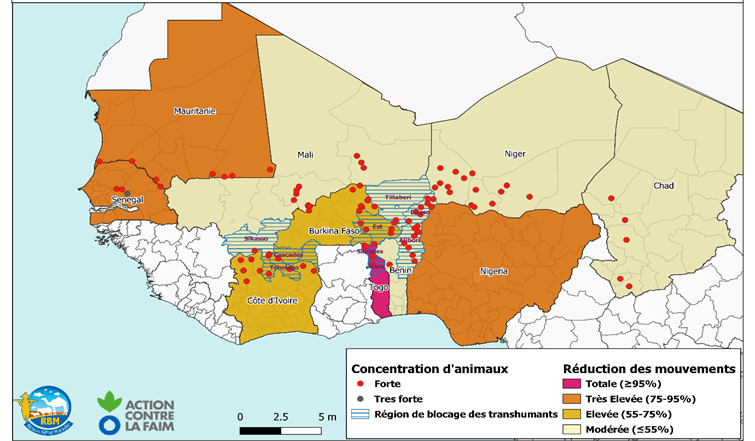 Mauritanie
Mali
Niger
Chad
Senegal
Tillaberi
Dosso
Burkina Faso
Est
Sikasso
Alibori
Savanes
Cascades
Benin
Nigeria
Togo
Côte d'Ivoire
Concentration d'animaux
Forte
Tres forte
Région de blocage des transhumants
Réduction des mouvements
Totale (≥95%)
Très Elevée (75-95%)
Elevée (55-75%)
Modérée (≤55%)
RBM
ACTION
CONTRE
LA FAIM
0 2.5 5 m